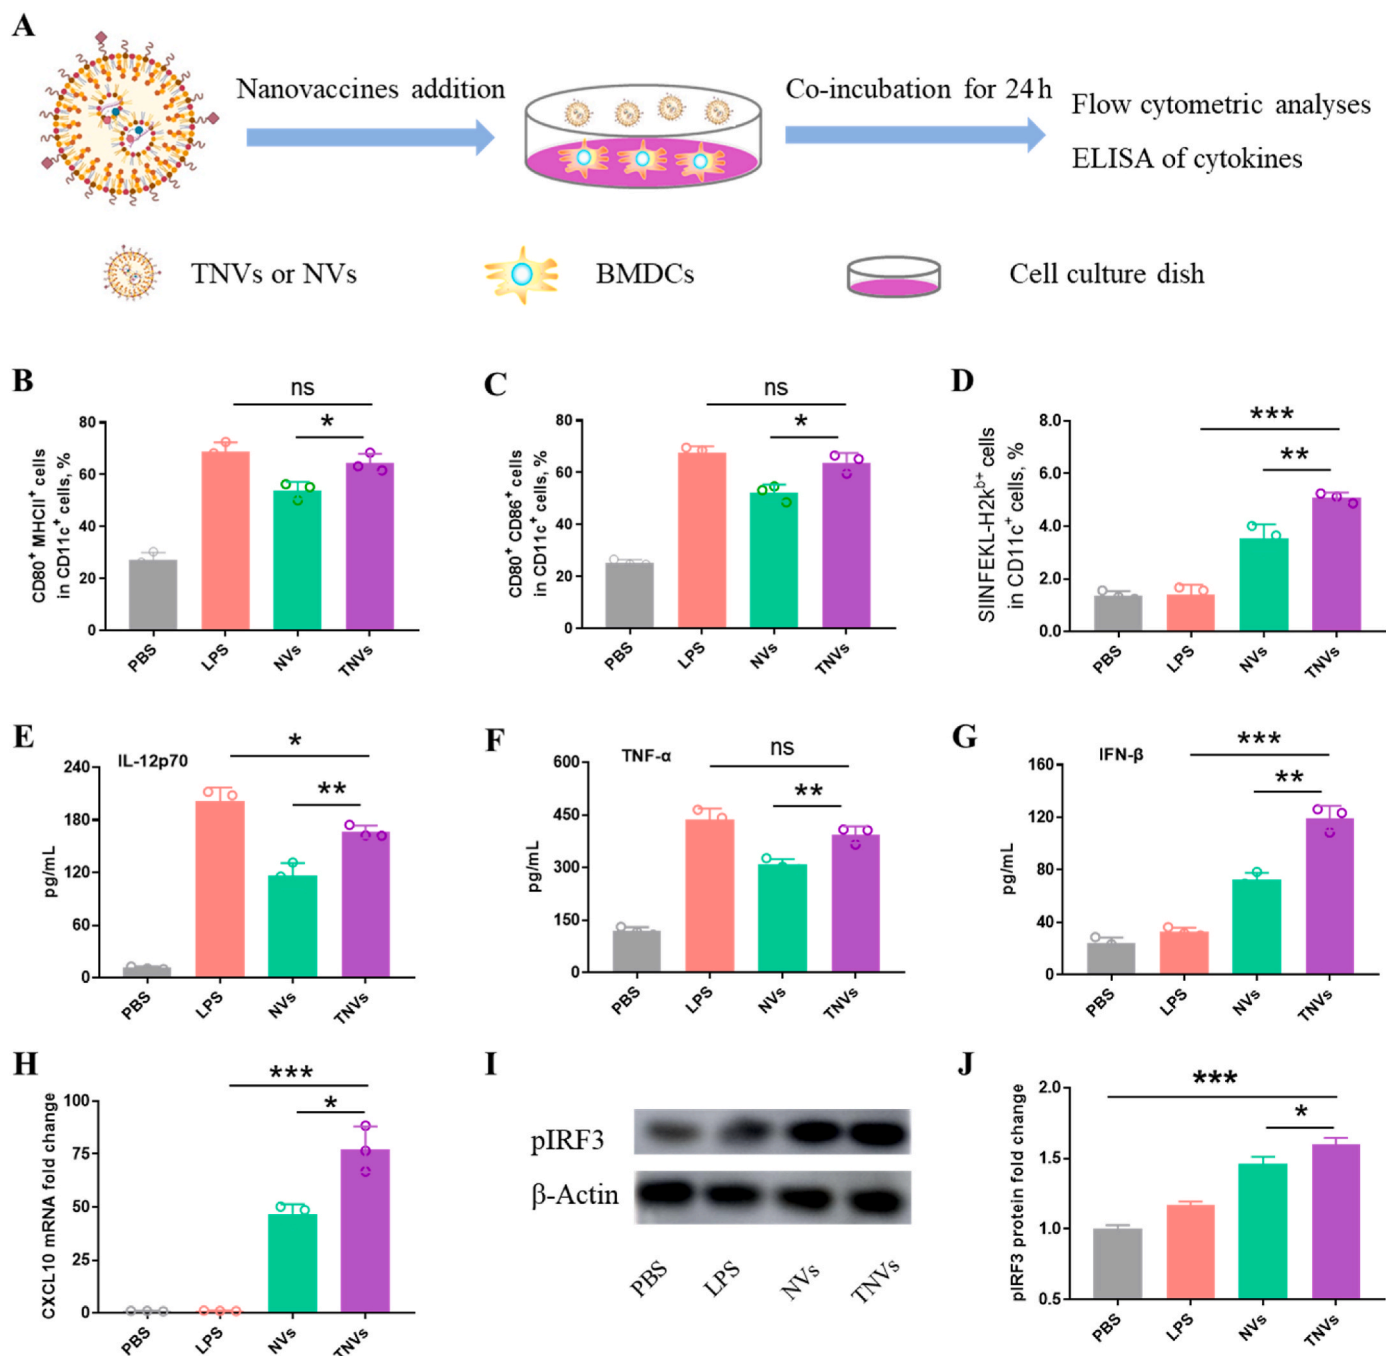 A
Nanovaccines addition
Co-incubation for 24h
Flow cytometric analyses
ELISA of cytokines
TNVs or NVs
BMDCs
Cell culture dish
B
ns
*
CD80⁺ MHCII⁺ cells
in CD11c⁺ cells, %
80
60
40
20
0
PBS
LPS
NVs
TNVs
C
ns
*
CD80⁺ CD86⁺ cells
in CD11c⁺ cells, %
80
60
40
20
0
PBS
LPS
NVs
TNVs
D
***
**
SIINFEKL-H2kᵇ⁺ cells
in CD11c⁺ cells, %
8.0
6.0
4.0
2.0
0.0
PBS
LPS
NVs
TNVs
E
IL-12p70
*
**
pg/mL
240
180
120
60
0
PBS
LPS
NVs
TNVs
F
TNF-α
ns
**
pg/mL
600
450
300
150
0
PBS
LPS
NVs
TNVs
G
IFN-β
***
**
pg/mL
160
120
80
40
0
PBS
LPS
NVs
TNVs
H
***
*
CXCL10 mRNA fold change
100
75
50
25
0
PBS
LPS
NVs
TNVs
I
pIRF3
β-Actin
PBS
LPS
NVs
TNVs
J
***
*
pIRF3 protein fold change
2.0
1.5
1.0
0.5
PBS
LPS
NVs
TNVs